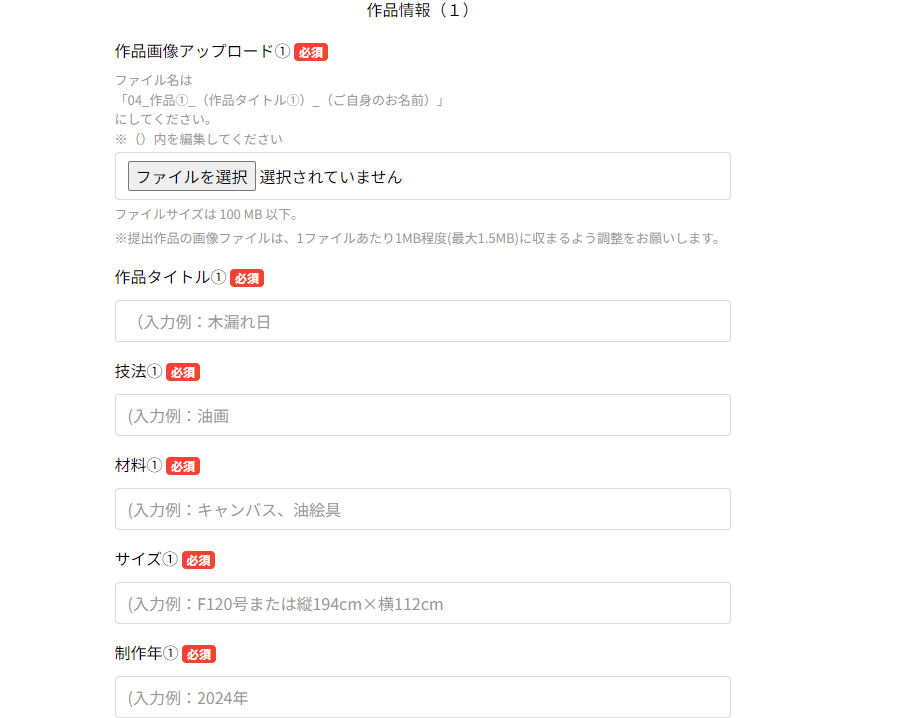 作品情報（１）
作品画像アップロード① 必須
ファイル名は
「04_作品①_（作品タイトル①）_（ご自身のお名前）」
にしてください。
※（）内を編集してください
ファイルを選択 選択されていません
ファイルサイズは 100 MB 以下。
※提出作品の画像ファイルは、1ファイルあたり1MB程度(最大1.5MB)に収まるよう調整をお願いします。
作品タイトル① 必須
（入力例：木漏れ日
技法① 必須
(入力例：油画
材料① 必須
(入力例：キャンバス、油絵具
サイズ① 必須
(入力例：F120号または縦194cm×横112cm
制作年① 必須
(入力例：2024年